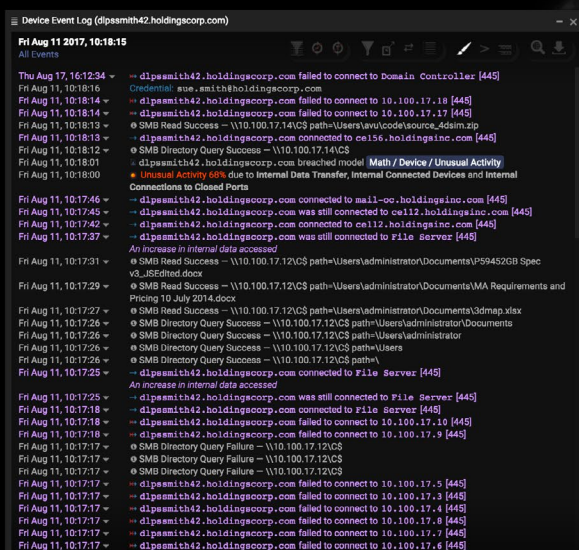 Device Event Log (dlpssmith42.holdingscorp.com)
Fri Aug 11 2017, 10:18:15
All Events
Thu Aug 17, 16:12:34 dlpssmith42.holdingscorp.com failed to connect to Domain Controller [445]
Fri Aug 11, 10:18:16 Credential: sue.smith@holdingscorp.com
Fri Aug 11, 10:18:14 dlpssmith42.holdingscorp.com failed to connect to 10.100.17.18 [445]
Fri Aug 11, 10:18:14 dlpssmith42.holdingscorp.com failed to connect to 10.100.17.17 [445]
Fri Aug 11, 10:18:13 SMB Read Success — \\10.100.17.14\C$ path=\Users\avu\code\source_4dsim.zip
Fri Aug 11, 10:18:13 → dlpssmith42.holdingscorp.com connected to cel56.holdingsinc.com [445]
Fri Aug 11, 10:18:12 SMB Directory Query Success — \\10.100.17.14\C$
Fri Aug 11, 10:18:01 dlpssmith42.holdingscorp.com breached model Math / Device / Unusual Activity
Fri Aug 11, 10:18:00 Unusual Activity 68% due to Internal Data Transfer, Internal Connected Devices and Internal
Connections to Closed Ports
Fri Aug 11, 10:17:46 → dlpssmith42.holdingscorp.com connected to mail-oc.holdingsinc.com [445]
Fri Aug 11, 10:17:45 → dlpssmith42.holdingscorp.com was still connected to cell2.holdingsinc.com [445]
Fri Aug 11, 10:17:42 → dlpssmith42.holdingscorp.com connected to cell2.holdingsinc.com [445]
Fri Aug 11, 10:17:37 → dlpssmith42.holdingscorp.com was still connected to File Server [445]
An increase in internal data accessed
Fri Aug 11, 10:17:31 SMB Read Success — \\10.100.17.12\C$ path=\Users\administrator\Documents\P59452GB Spec
v3_JSEdited.docx
Fri Aug 11, 10:17:29 SMB Read Success — \\10.100.17.12\C$ path=\Users\administrator\Documents\MA Requirements and
Pricing 10 July 2014.docx
Fri Aug 11, 10:17:27 SMB Read Success — \\10.100.17.12\C$ path=\Users\administrator\Documents\3dmap.xlsx
Fri Aug 11, 10:17:26 SMB Directory Query Success — \\10.100.17.12\C$ path=\Users\administrator\Documents
Fri Aug 11, 10:17:26 SMB Directory Query Success — \\10.100.17.12\C$ path=\Users\administrator
Fri Aug 11, 10:17:26 SMB Directory Query Success — \\10.100.17.12\C$ path=\Users
Fri Aug 11, 10:17:26 SMB Directory Query Success — \\10.100.17.12\C$ path=\
Fri Aug 11, 10:17:25 → dlpssmith42.holdingscorp.com connected to File Server [445]
An increase in internal data accessed
Fri Aug 11, 10:17:25 → dlpssmith42.holdingscorp.com was still connected to File Server [445]
Fri Aug 11, 10:17:18 → dlpssmith42.holdingscorp.com connected to File Server [445]
Fri Aug 11, 10:17:18 dlpssmith42.holdingscorp.com failed to connect to 10.100.17.10 [445]
Fri Aug 11, 10:17:18 dlpssmith42.holdingscorp.com failed to connect to 10.100.17.9 [445]
Fri Aug 11, 10:17:17 SMB Directory Query Failure — \\10.100.17.12\C$
Fri Aug 11, 10:17:17 SMB Directory Query Failure — \\10.100.17.12\C$
Fri Aug 11, 10:17:17 SMB Directory Query Failure — \\10.100.17.12\C$
Fri Aug 11, 10:17:17 dlpssmith42.holdingscorp.com failed to connect to 10.100.17.5 [445]
Fri Aug 11, 10:17:17 dlpssmith42.holdingscorp.com failed to connect to 10.100.17.3 [445]
Fri Aug 11, 10:17:17 dlpssmith42.holdingscorp.com failed to connect to 10.100.17.4 [445]
Fri Aug 11, 10:17:17 dlpssmith42.holdingscorp.com failed to connect to 10.100.17.8 [445]
Fri Aug 11, 10:17:17 dlpssmith42.holdingscorp.com failed to connect to 10.100.17.7 [445]
Fri Aug 11, 10:17:17 dlpssmith42.holdingscorp.com failed to connect to 10.100.17.6 [445]